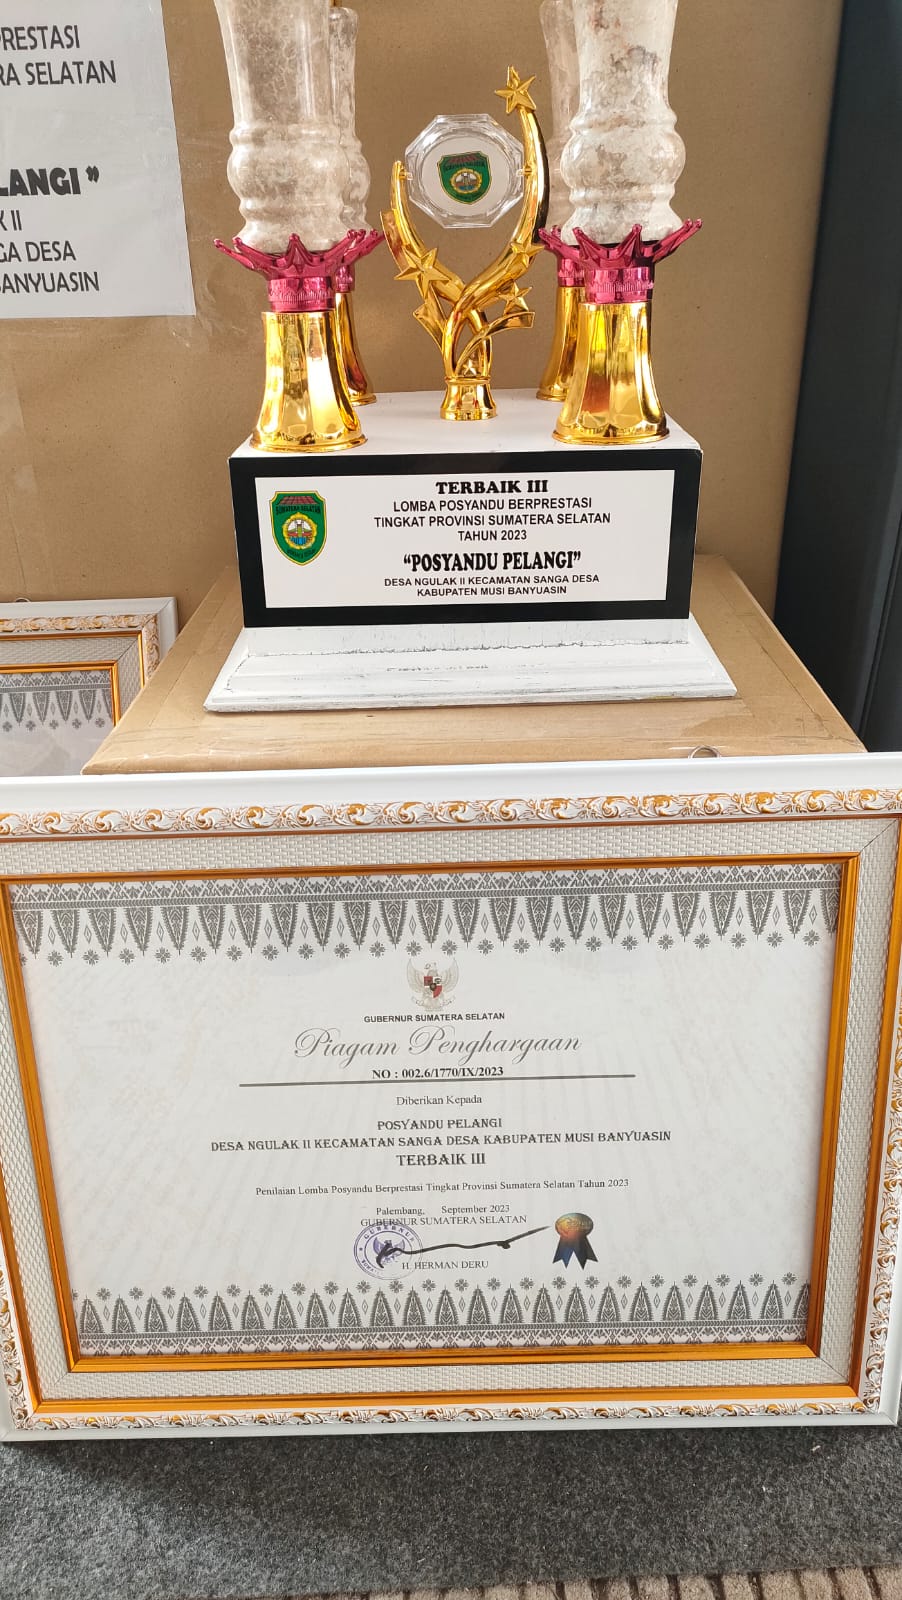 PRESTASI
RA SELATAN
LANGI"
K II
GA DESA
BANYUASIN
SUMATERA SELATAN
TERBAIK III
LOMBA POSYANDU BERPRESTASI
TINGKAT PROVINSI SUMATERA SELATAN
TAHUN 2023
"POSYANDU PELANGI"
DESA NGULAK II KECAMATAN SANGA DESA
KABUPATEN MUSI BANYUASIN
GUBERNUR SUMATERA SELATAN
Piagam Penghargaan
NO : 002.6/1770/IX/2023
Diberikan Kepada
POSYANDU PELANGI
DESA NGULAK II KECAMATAN SANGA DESA KABUPATEN MUSI BANYUASIN
TERBAIK III
Penilaian Lomba Posyandu Berprestasi Tingkat Provinsi Sumatera Selatan Tahun 2023
Palembang, September 2023
GUBERNUR SUMATERA SELATAN
GUBERNUR
H. HERMAN DERU